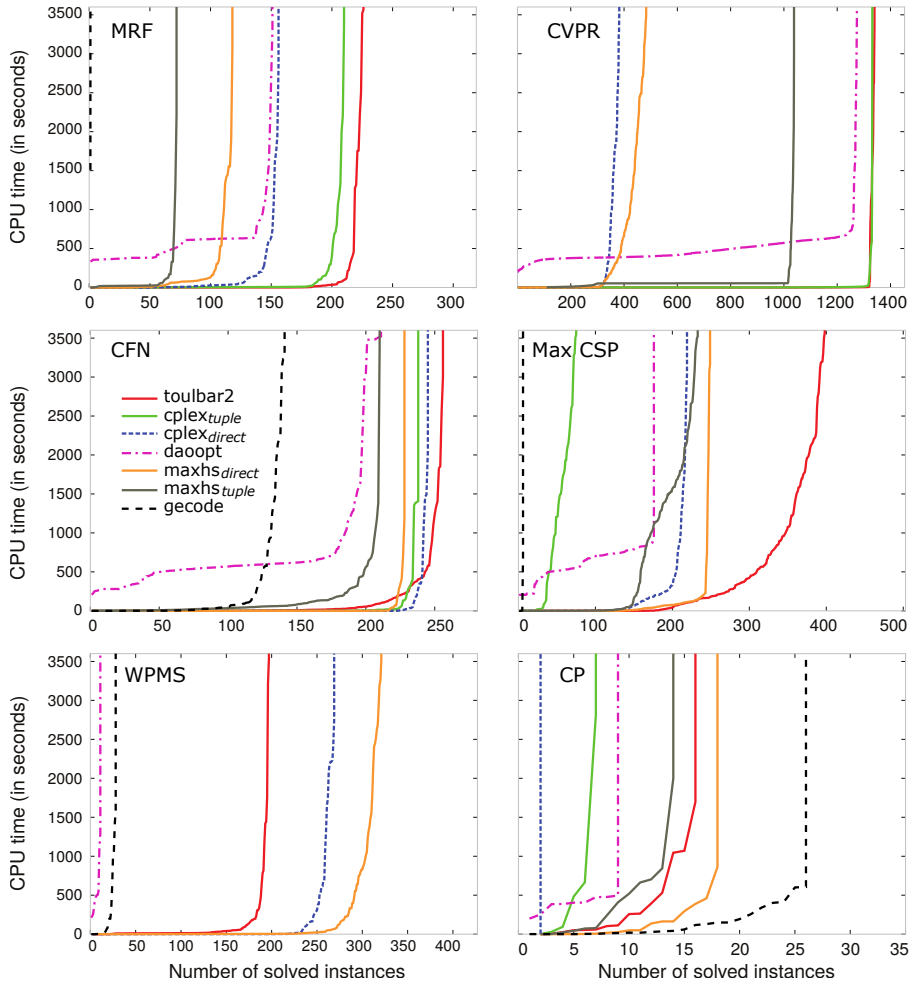 MRF
CPU time (in seconds)
3500
3000
2500
2000
1500
1000
500
0
0 50 100 150 200 250 300
CVPR
200 400 600 800 1000 1200 1400
CFN
CPU time (in seconds)
3500
3000
2500
2000
1500
1000
500
0
toulbar2
cplextuple
cplexdirect
daoopt
maxhsdirect
maxhstuple
gecode
0 50 100 150 200 250
Max CSP
0 100 200 300 400 500
WPMS
CPU time (in seconds)
3500
3000
2500
2000
1500
1000
500
0
0 50 100 150 200 250 300 350 400
Number of solved instances
CP
0 5 10 15 20 25 30 35
Number of solved instances